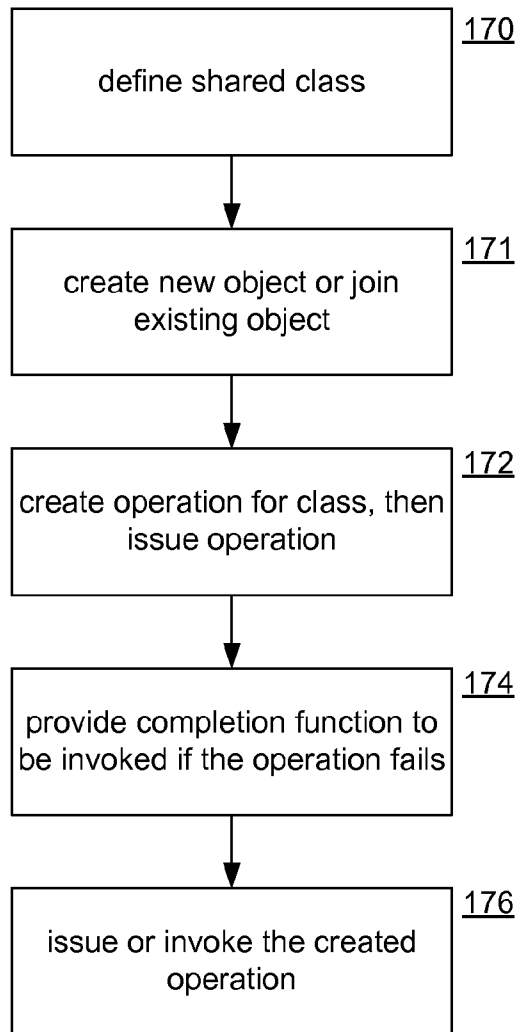 170
define shared class
171
create new object or join
existing object
172
create operation for class, then
issue operation
174
provide completion function to
be invoked if the operation fails
176
issue or invoke the created
operation